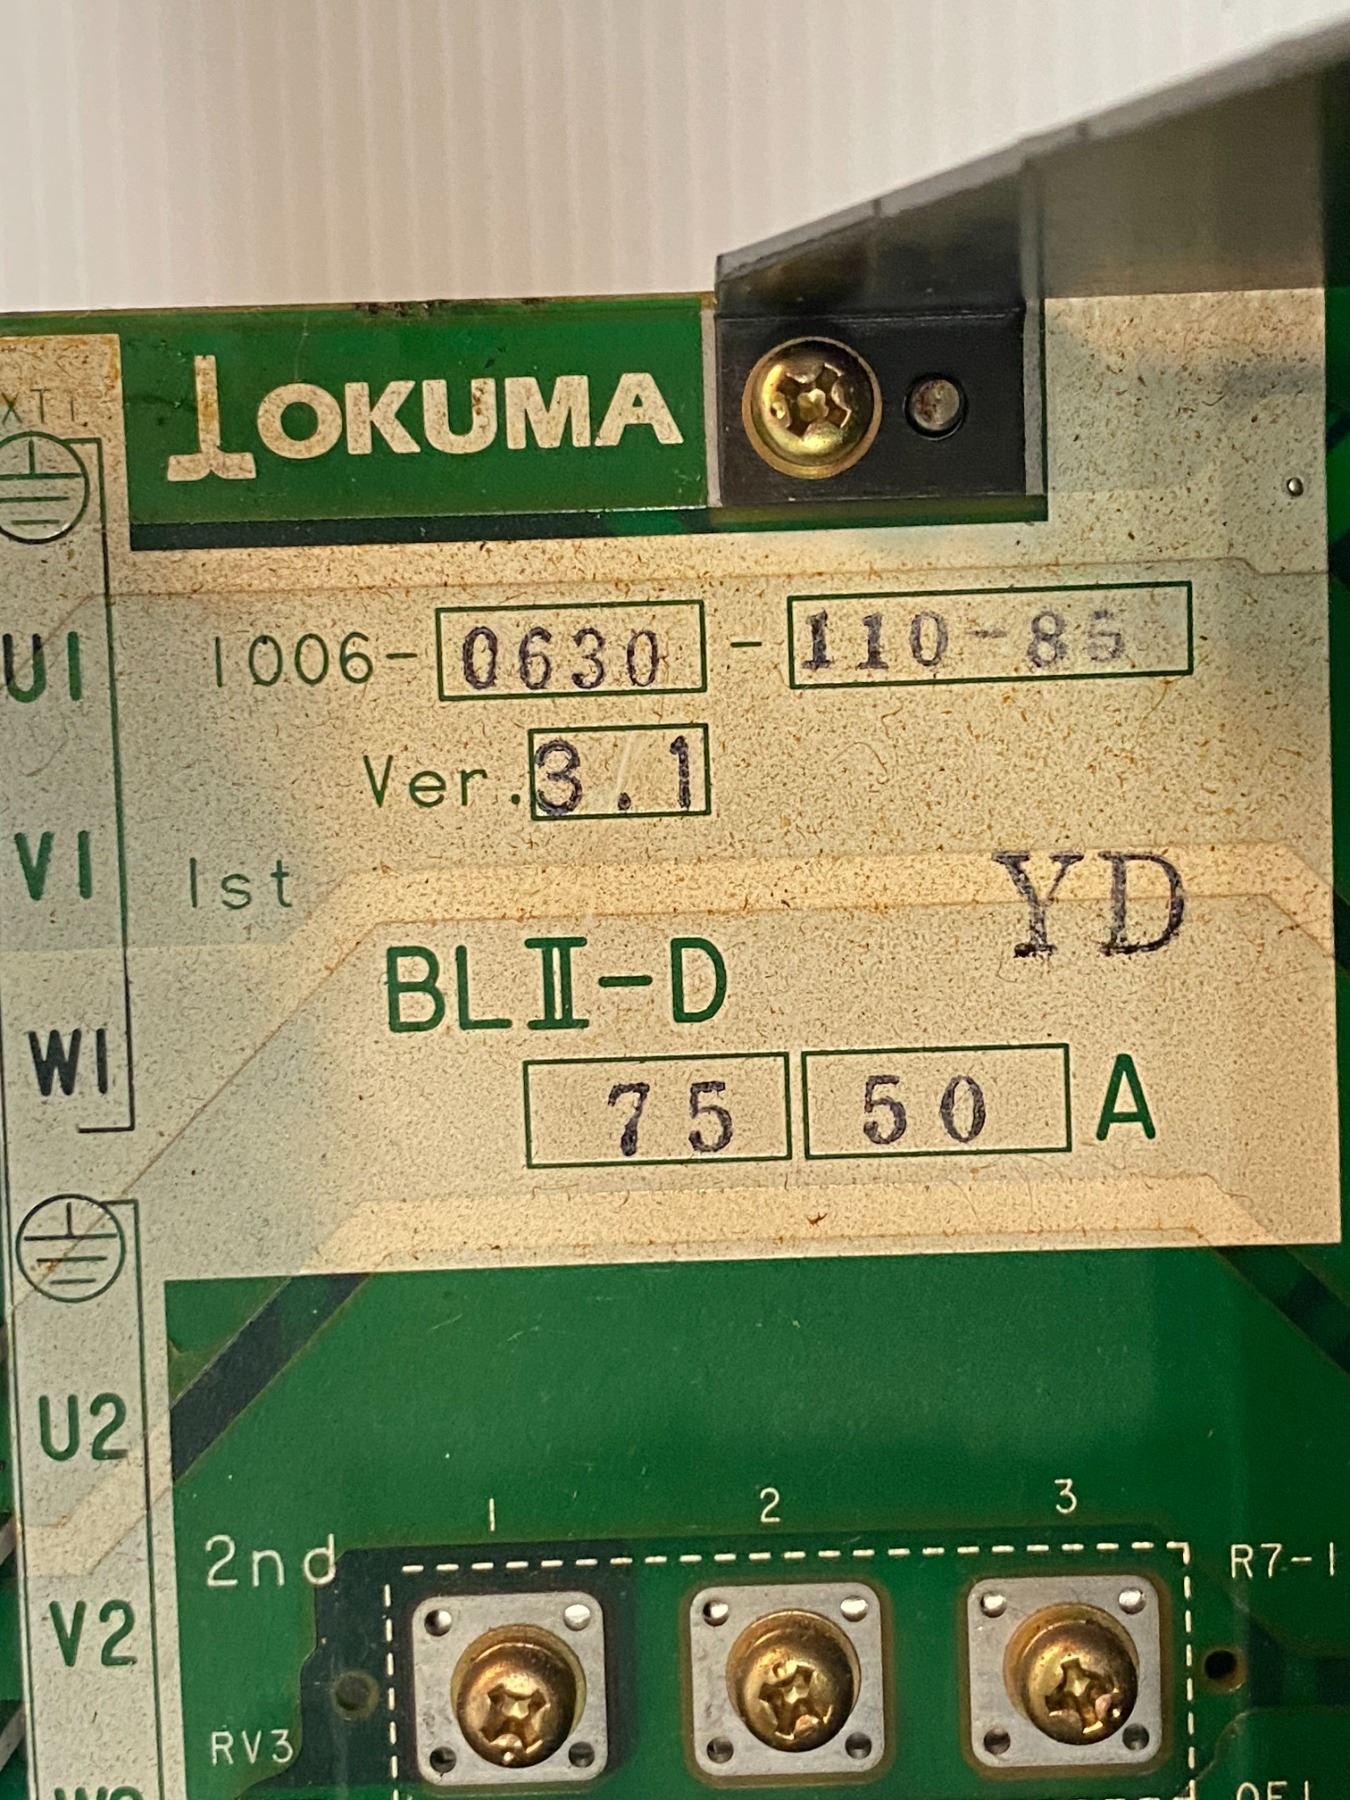 XT1
OKUMA
U1
1006-0630-110-85
Ver.3.1
V1
1st
YD
BLII-D
W1
75 50 A
U2
1 2 3
2nd
R7-1
V2
RV3